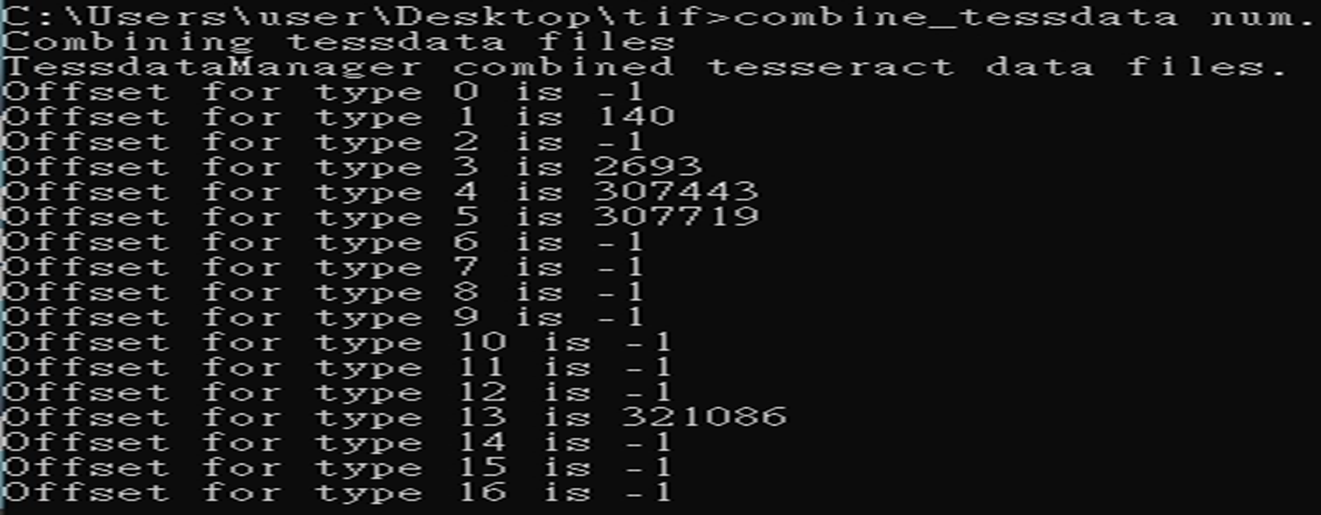 C:\Users\user\Desktop\tif>combine_tessdata num.
Combining tessdata files
TessdataManager combined tesseract data files.
Offset for type 0 is -1
Offset for type 1 is 140
Offset for type 2 is -1
Offset for type 3 is 2693
Offset for type 4 is 307443
Offset for type 5 is 307719
Offset for type 6 is -1
Offset for type 7 is -1
Offset for type 8 is -1
Offset for type 9 is -1
Offset for type 10 is -1
Offset for type 11 is -1
Offset for type 12 is -1
Offset for type 13 is 321086
Offset for type 14 is -1
Offset for type 15 is -1
Offset for type 16 is -1